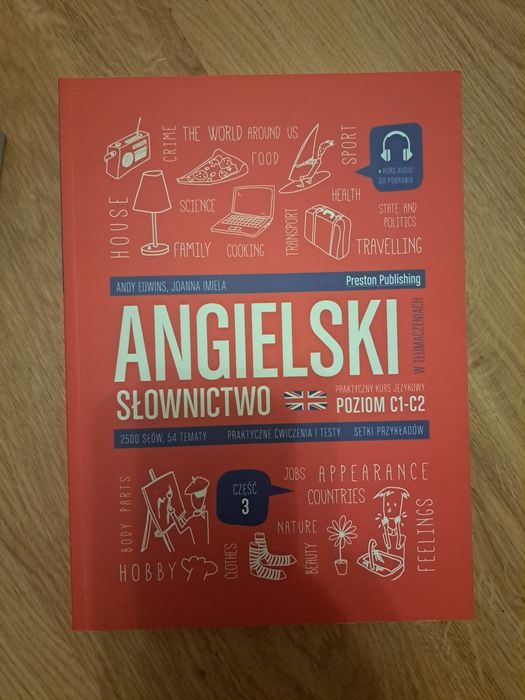 CRIME
THE WORLD AROUND US
FOOD
SPORT
+ KURS AUDIO
DO POBRANIA
HOUSE
SCIENCE
HEALTH
STATE AND
POLITICS
FAMILY
COOKING
TRANSPORT
TRAVELLING
ANDY EDWINS, JOANNA IMIELA
Preston Publishing
ANGIELSKI
W TŁUMACZENIACH
SŁOWNICTWO
PRAKTYCZNY KURS JĘZYKOWY
POZIOM C1-C2
2500 SŁÓW, 54 TEMATY PRAKTYCZNE ĆWICZENIA I TESTY SETKI PRZYKŁADÓW
BODY PARTS
CZĘŚĆ
3
JOBS
APPEARANCE
COUNTRIES
NATURE
FEELINGS
HOBBY
CLOTHES
BEAUTY